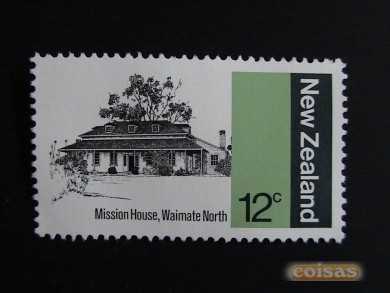 New Zealand
Mission House, Waimate North
12c
coisas